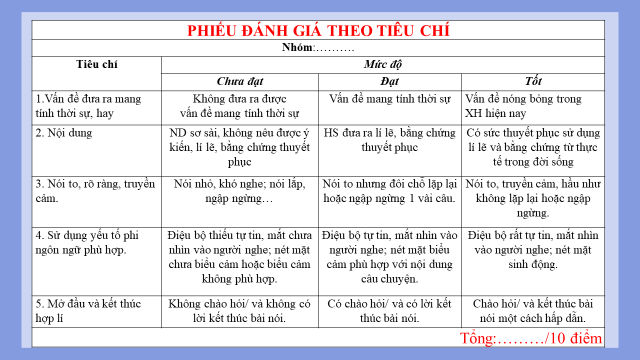 PHIẾU ĐÁNH GIÁ THEO TIÊU CHÍ
Nhóm:……….
Tiêu chí
Mức độ
Chưa đạt
Đạt
Tốt
1.Vấn đề đưa ra mang
tính thời sự, hay
Không đưa ra được
vấn đề mang tính thời sự
Vấn đề mang tính thời sự
Vấn đề nóng bỏng trong
XH hiện nay
2. Nội dung
ND sơ sài, không nêu được ý
kiến, lí lẽ, bằng chứng thuyết
phục
HS đưa ra lí lẽ, bằng chứng
thuyết phục
Có sức thuyết phục sử dụng
lí lẽ và bằng chứng từ thực
tế trong đời sống
3. Nói to, rõ ràng, truyền
cảm.
Nói nhỏ, khó nghe; nói lắp,
ngập ngừng…
Nói to nhưng đôi chỗ lặp lại
hoặc ngập ngừng 1 vài câu.
Nói to, truyền cảm, hầu như
không lặp lại hoặc ngập
ngừng.
4. Sử dụng yếu tố phi
ngôn ngữ phù hợp.
Điệu bộ thiếu tự tin, mắt chưa
nhìn vào người nghe; nét mặt
chưa biểu cảm hoặc biểu cảm
không phù hợp.
Điệu bộ tự tin, mắt nhìn vào
người nghe; nét mặt biểu
cảm phù hợp với nội dung
câu chuyện.
Điệu bộ rất tự tin, mắt nhìn
vào người nghe; nét mặt
sinh động.
5. Mở đầu và kết thúc
hợp lí
Không chào hỏi/ và không có
lời kết thúc bài nói.
Có chào hỏi/ và có lời kết
thúc bài nói.
Chào hỏi/ và kết thúc bài
nói một cách hấp dẫn.
Tổng:………/10 điểm